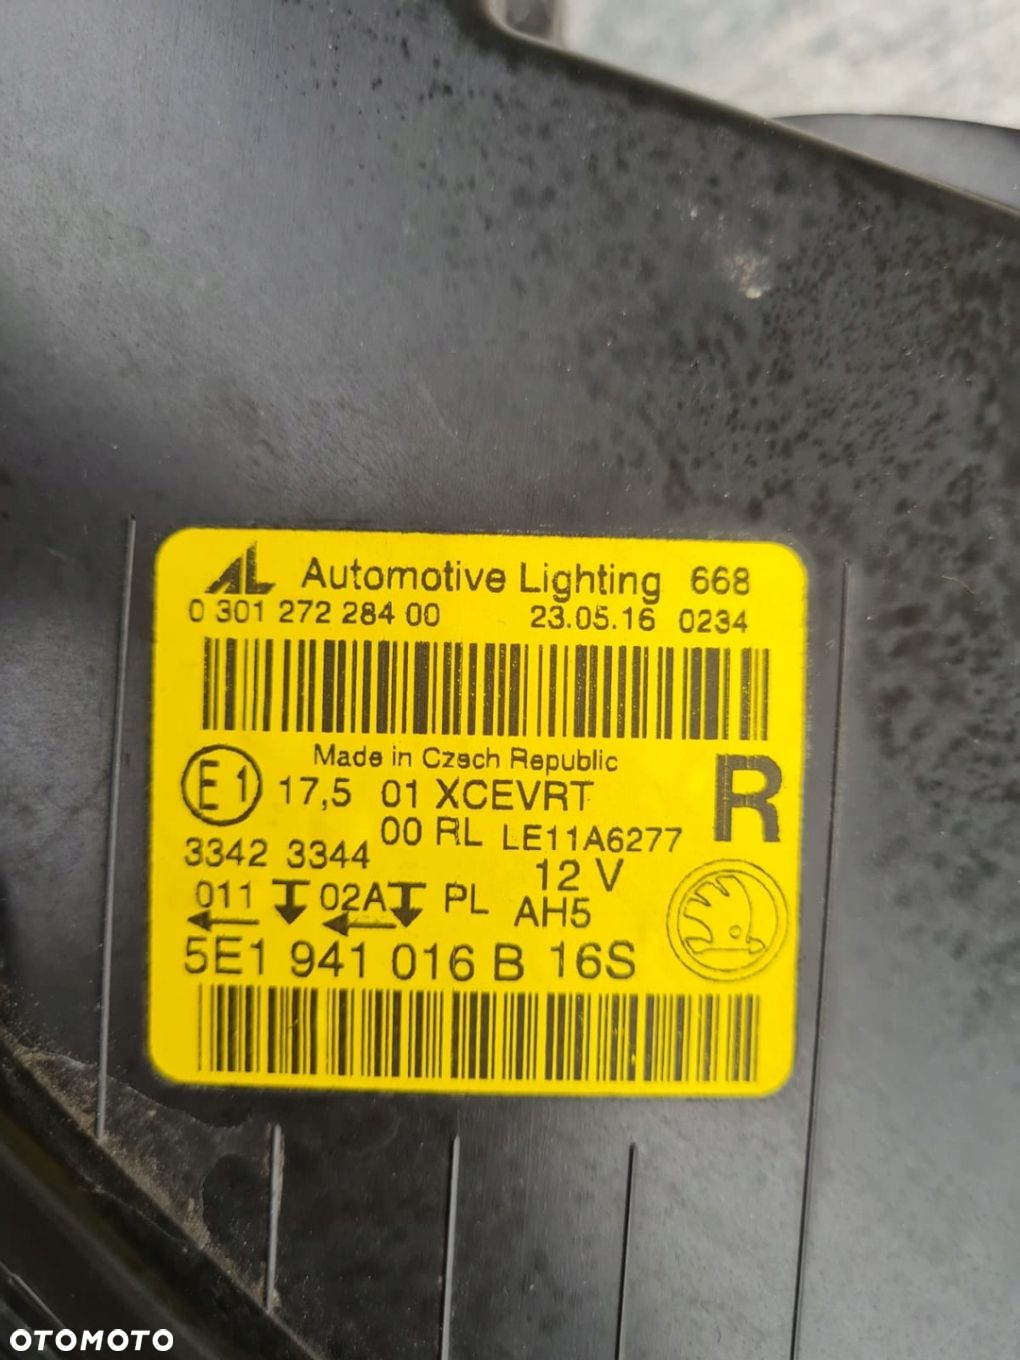 AL Automotive Lighting 668
0 301 272 284 00 23.05.16 0234
Made in Czech Republic
E1 17,5 01 XCEVRT R
00 RL LE11A6277
3342 3344 12 V
011 02A PL AH5
5E1 941 016 B 16S
OTOMOTO